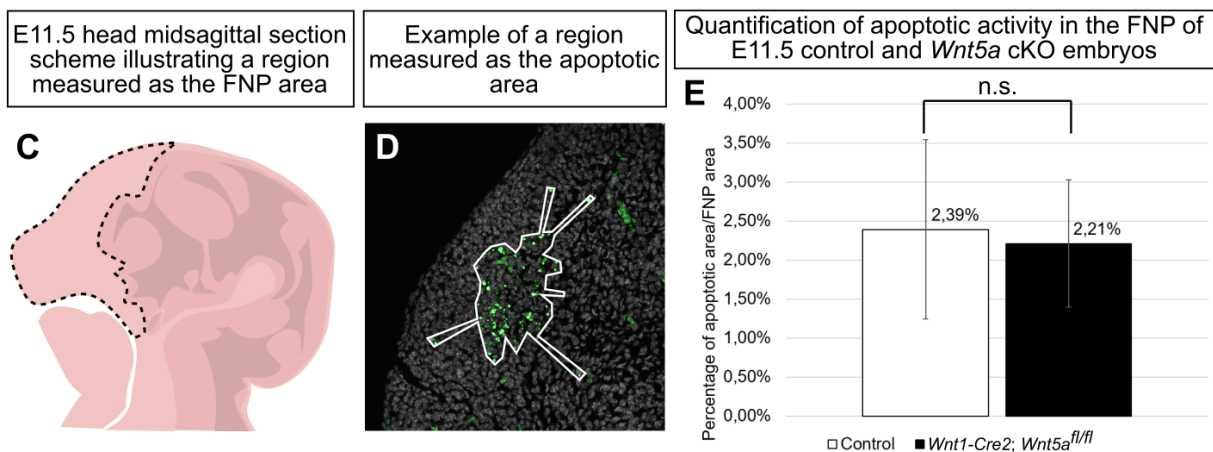 E11.5 head midsagittal section
scheme illustrating a region
measured as the FNP area
Example of a region
measured as the apoptotic
area
Quantification of apoptotic activity in the FNP of
E11.5 control and Wnt5a cKO embryos
C
D
E
n.s.
Percentage of apoptotic area/FNP area
4,00%
3,50%
3,00%
2,50%
2,00%
1,50%
1,00%
0,50%
0,00%
2,39%
2,21%
Control
Wnt1-Cre2; Wnt5afl/fl